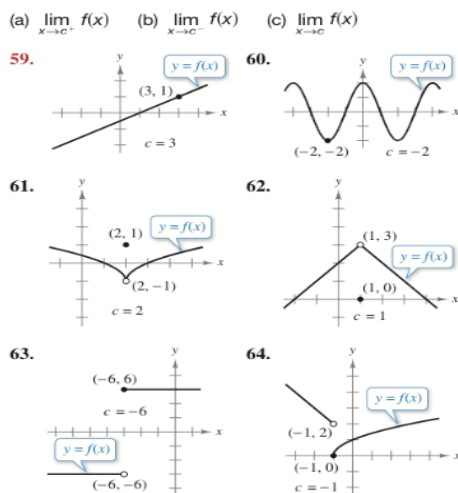 (a) lim f(x) (b) lim f(x) (c) lim f(x)
x→c⁺ x→c⁻ x→c
59.
y
y = f(x)
(3, 1)
x
c = 3
60.
y
y = f(x)
x
(−2, −2)
c = −2
61.
y
(2, 1)
y = f(x)
x
(2, −1)
c = 2
62.
y
(1, 3)
y = f(x)
(1, 0)
x
c = 1
63.
y
(−6, 6)
c = −6
x
y = f(x)
(−6, −6)
64.
y
y = f(x)
(−1, 2)
(−1, 0)
x
c = −1